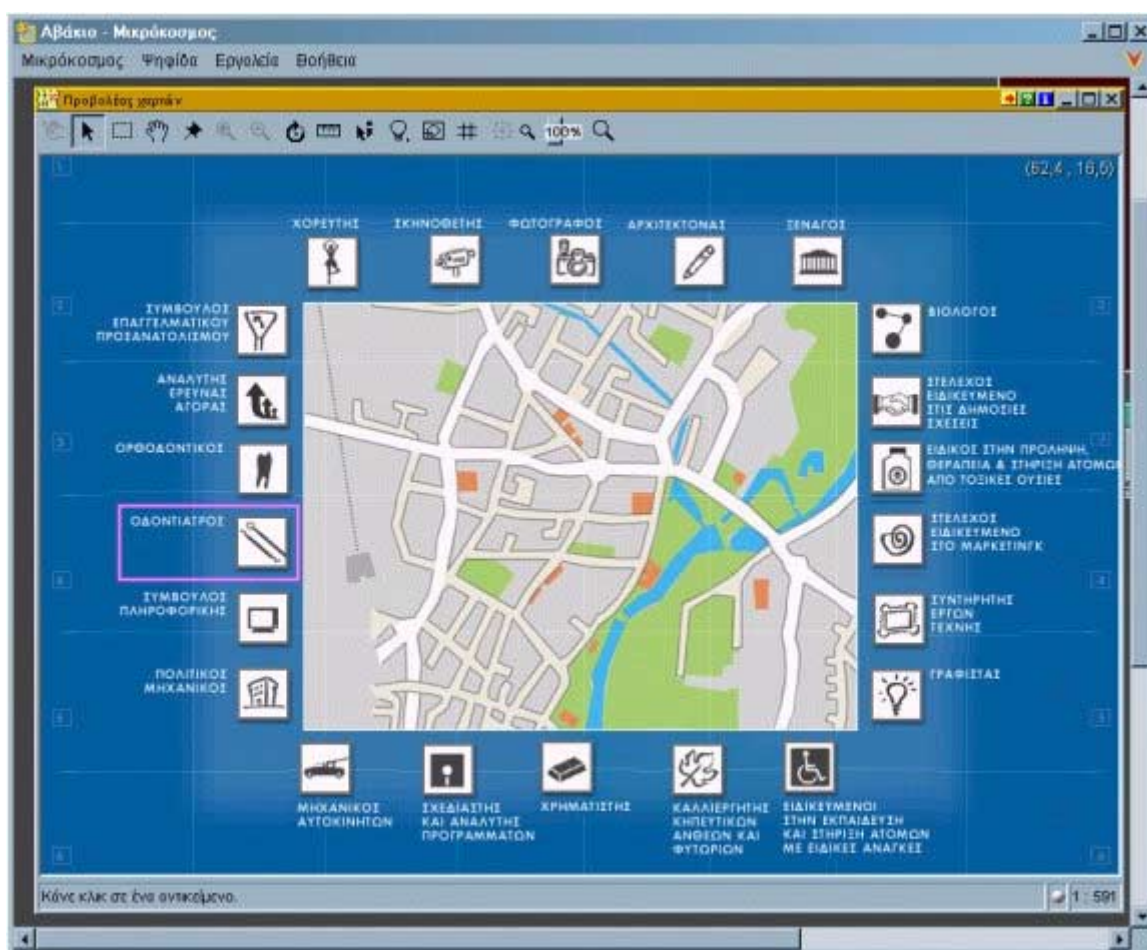 Αβάκιο - Μικρόκοσμος
Μικρόκοσμος Ψηφίδα Εργαλεία Βοήθεια
Προβολέας χαρτών
100%
(62,4 , 16,5)
ΧΟΡΕΥΤΗΣ ΣΚΗΝΟΘΕΤΗΣ ΦΩΤΟΓΡΑΦΟΣ ΑΡΧΙΤΕΚΤΟΝΑΣ ΞΕΝΑΓΟΣ
ΣΥΜΒΟΥΛΟΣ
ΕΠΑΓΓΕΛΜΑΤΙΚΟΥ
ΠΡΟΣΑΝΑΤΟΛΙΣΜΟΥ
ΑΝΑΛΥΤΗΣ
ΕΡΕΥΝΑΣ
ΑΓΟΡΑΣ
ΟΡΘΟΔΟΝΤΙΚΟΣ
ΟΔΟΝΤΙΑΤΡΟΣ
ΣΥΜΒΟΥΛΟΣ
ΠΛΗΡΟΦΟΡΙΚΗΣ
ΠΟΛΙΤΙΚΟΣ
ΜΗΧΑΝΙΚΟΣ
ΒΙΟΛΟΓΟΣ
ΣΤΕΛΕΧΟΣ
ΕΙΔΙΚΕΥΜΕΝΟ
ΣΤΙΣ ΔΗΜΟΣΙΕΣ
ΣΧΕΣΕΙΣ
ΕΙΔΙΚΟΣ ΣΤΗΝ ΠΡΟΛΗΨΗ,
ΘΕΡΑΠΕΙΑ & ΣΤΗΡΙΞΗ ΑΤΟΜΩΝ
ΑΠΟ ΤΟΞΙΚΕΣ ΟΥΣΙΕΣ
ΣΤΕΛΕΧΟΣ
ΕΙΔΙΚΕΥΜΕΝΟ
ΣΤΟ ΜΑΡΚΕΤΙΝΓΚ
ΣΥΝΤΗΡΗΤΗΣ
ΕΡΓΩΝ
ΤΕΧΝΗΣ
ΓΡΑΦΙΣΤΑΣ
ΜΗΧΑΝΙΚΟΣ
ΑΥΤΟΚΙΝΗΤΩΝ
ΣΧΕΔΙΑΣΤΗΣ
ΚΑΙ ΑΝΑΛΥΤΗΣ
ΠΡΟΓΡΑΜΜΑΤΩΝ
ΧΡΗΜΑΤΙΣΤΗΣ
ΚΑΛΛΙΕΡΓΗΤΗΣ
ΚΗΠΕΥΤΙΚΩΝ
ΑΝΘΕΩΝ ΚΑΙ
ΦΥΤΩΡΙΩΝ
ΕΙΔΙΚΕΥΜΕΝΟΙ
ΣΤΗΝ ΕΚΠΑΙΔΕΥΣΗ
ΚΑΙ ΣΤΗΡΙΞΗ ΑΤΟΜΩΝ
ΜΕ ΕΙΔΙΚΕΣ ΑΝΑΓΚΕΣ
Κάνε κλικ σε ένα αντικείμενο.
1 : 591